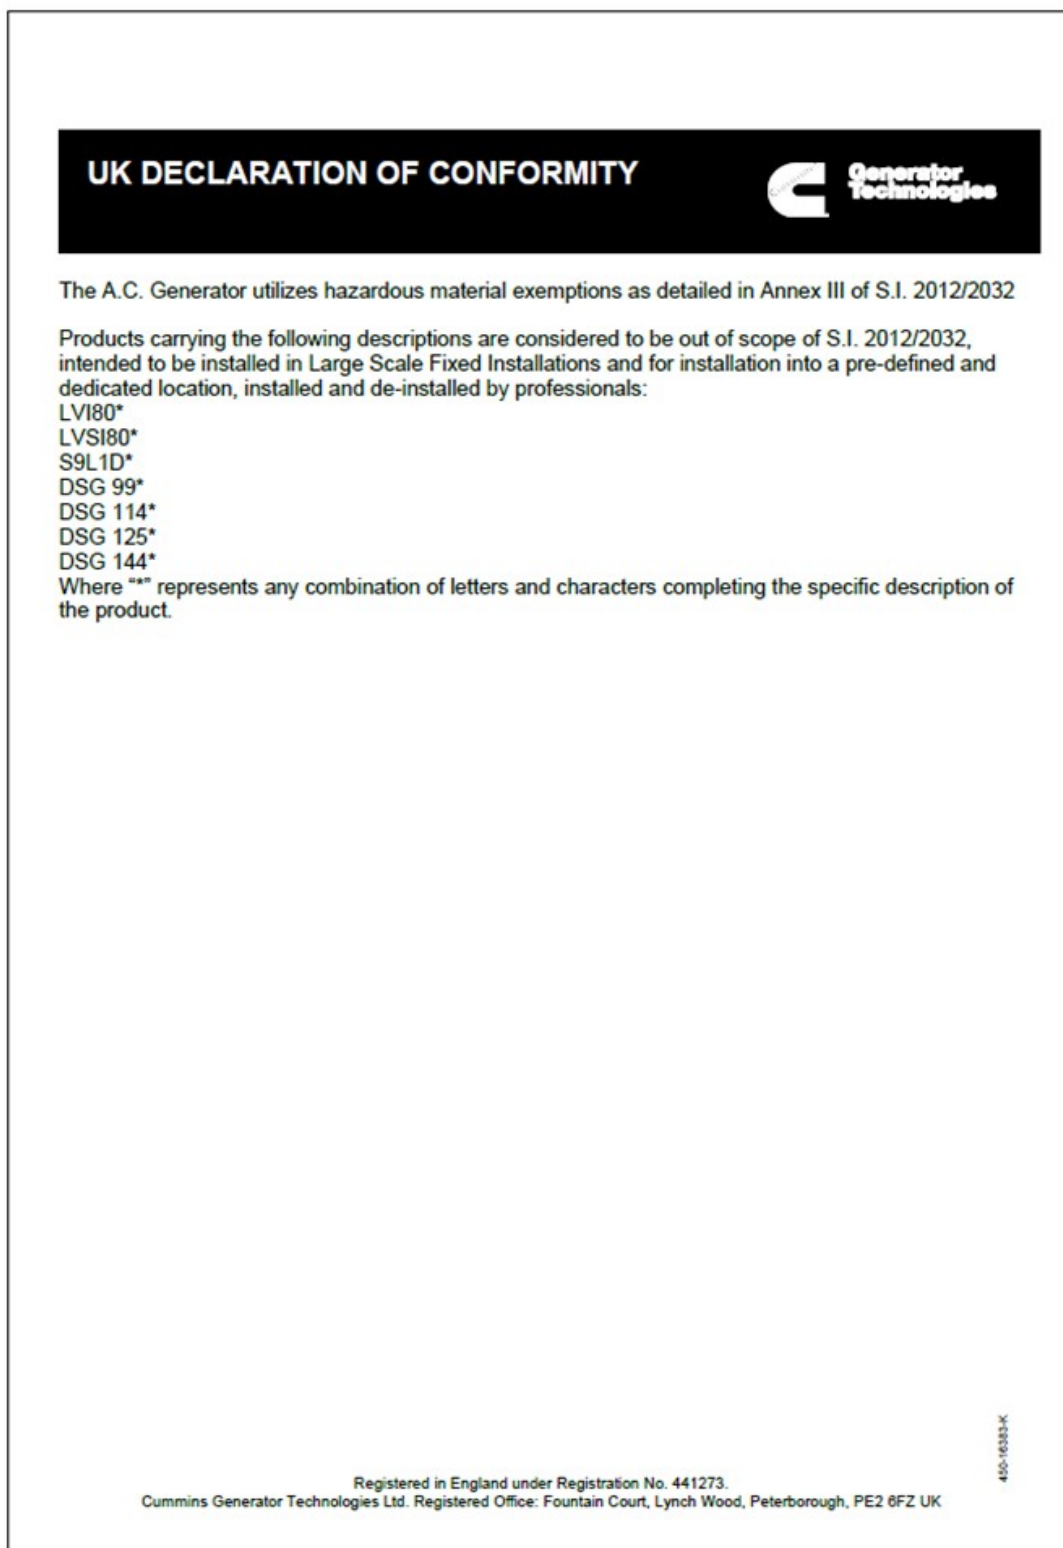 UK DECLARATION OF CONFORMITY
Generator
Technologies
The A.C. Generator utilizes hazardous material exemptions as detailed in Annex III of S.I. 2012/2032
Products carrying the following descriptions are considered to be out of scope of S.I. 2012/2032,
intended to be installed in Large Scale Fixed Installations and for installation into a pre-defined and
dedicated location, installed and de-installed by professionals:
LVI80*
LVSI80*
S9L1D*
DSG 99*
DSG 114*
DSG 125*
DSG 144*
Where “*” represents any combination of letters and characters completing the specific description of
the product.
450-16383-K
Registered in England under Registration No. 441273.
Cummins Generator Technologies Ltd. Registered Office: Fountain Court, Lynch Wood, Peterborough, PE2 6FZ UK